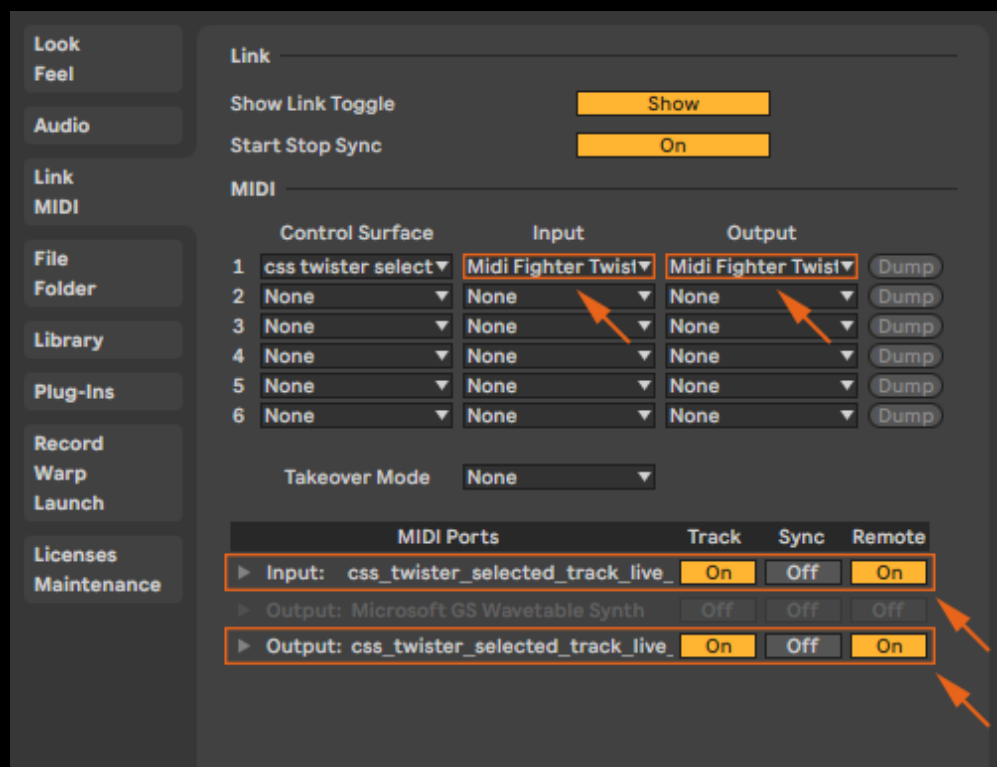 Look
Feel
Audio
Link
MIDI
File
Folder
Library
Plug-Ins
Record
Warp
Launch
Licenses
Maintenance
Link
Show Link Toggle Show
Start Stop Sync On
MIDI
Control Surface Input Output
1 css twister select Midi Fighter Twist Midi Fighter Twist Dump
2 None None None Dump
3 None None None Dump
4 None None None Dump
5 None None None Dump
6 None None None Dump
Takeover Mode None
MIDI Ports Track Sync Remote
Input: css_twister_selected_track_live_ On Off On
Output: Microsoft GS Wavetable Synth Off Off Off
Output: css_twister_selected_track_live_ On Off On